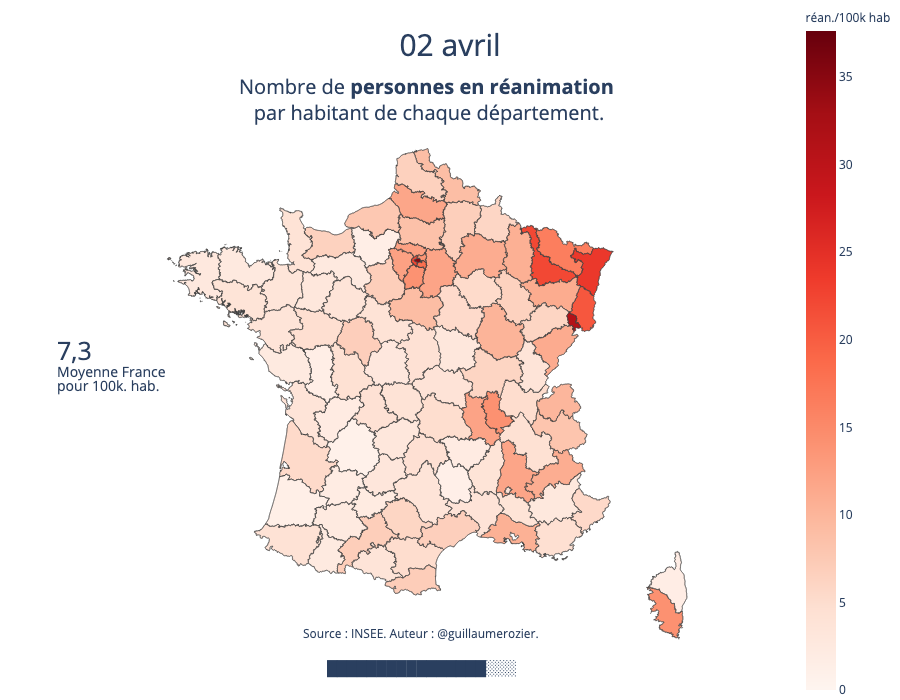 02 avril
Nombre de personnes en réanimation
par habitant de chaque département.
réan./100k hab
35
30
25
20
15
10
5
0
7,3
Moyenne France
pour 100k. hab.
Source : INSEE. Auteur : @guillaumerozier.